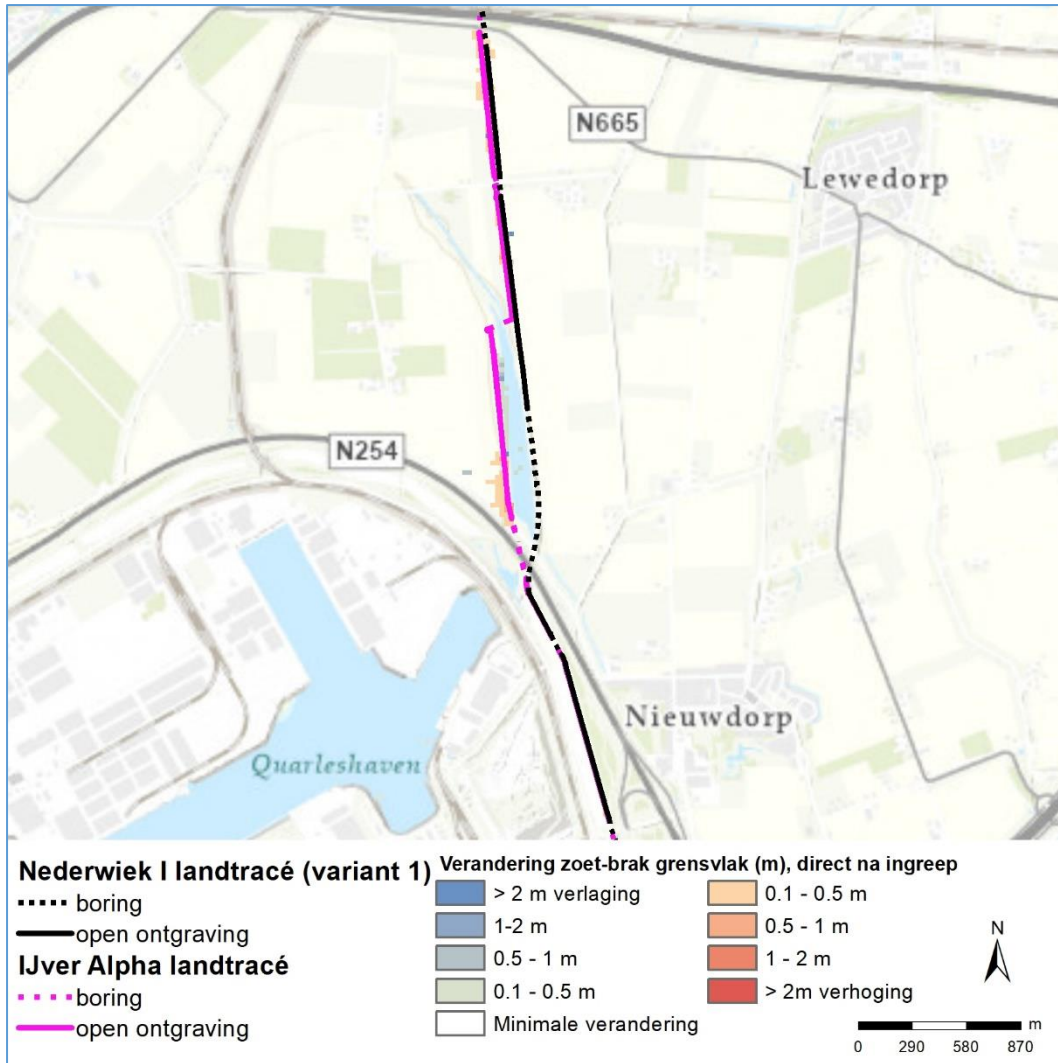 N665
Lewedorp
N254
Nieuwdorp
Quarleshaven
Nederwiek I landtracé (variant 1)
boring
open ontgraving
IJver Alpha landtracé
boring
open ontgraving
Verandering zoet-brak grensvlak (m), direct na ingreep
> 2 m verlaging
1-2 m
0.5 - 1 m
0.1 - 0.5 m
Minimale verandering
0.1 - 0.5 m
0.5 - 1 m
1 - 2 m
> 2m verhoging
N
m
0 290 580 870